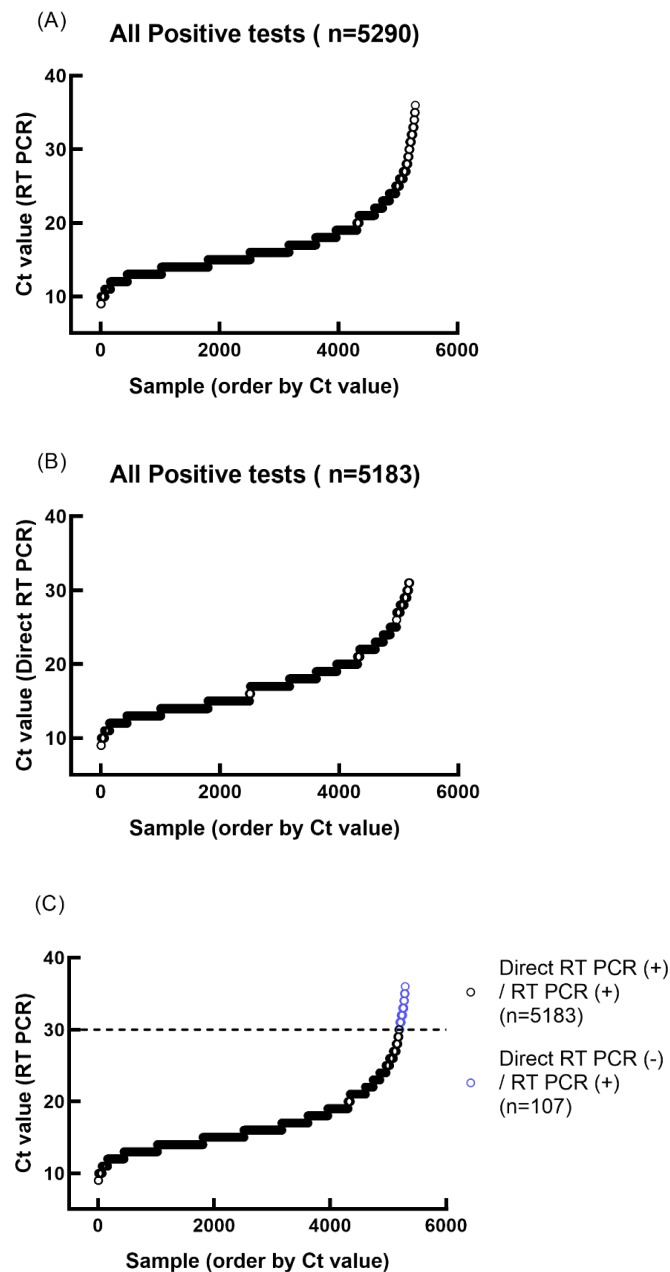 (A)
All Positive tests ( n=5290)
Ct value (RT PCR)
40
30
20
10
0
2000
4000
6000
Sample (order by Ct value)
(B)
All Positive tests ( n=5183)
Ct value (Direct RT PCR)
40
30
20
10
0
2000
4000
6000
Sample (order by Ct value)
(C)
Ct value (RT PCR)
40
30
20
10
0
2000
4000
6000
Sample (order by Ct value)
Direct RT PCR (+)
/ RT PCR (+)
(n=5183)
Direct RT PCR (-)
/ RT PCR (+)
(n=107)